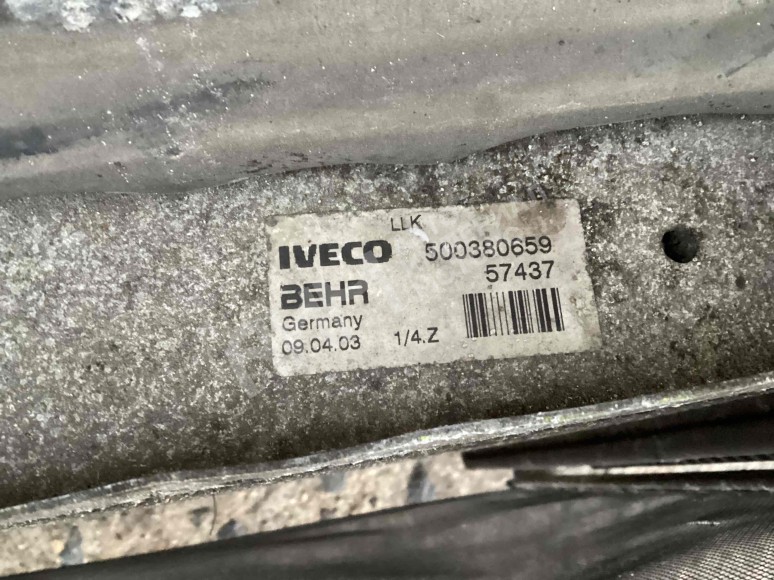 LLK
IVECO 500380659
57437
BEHR
Germany
09.04.03 1/4.Z